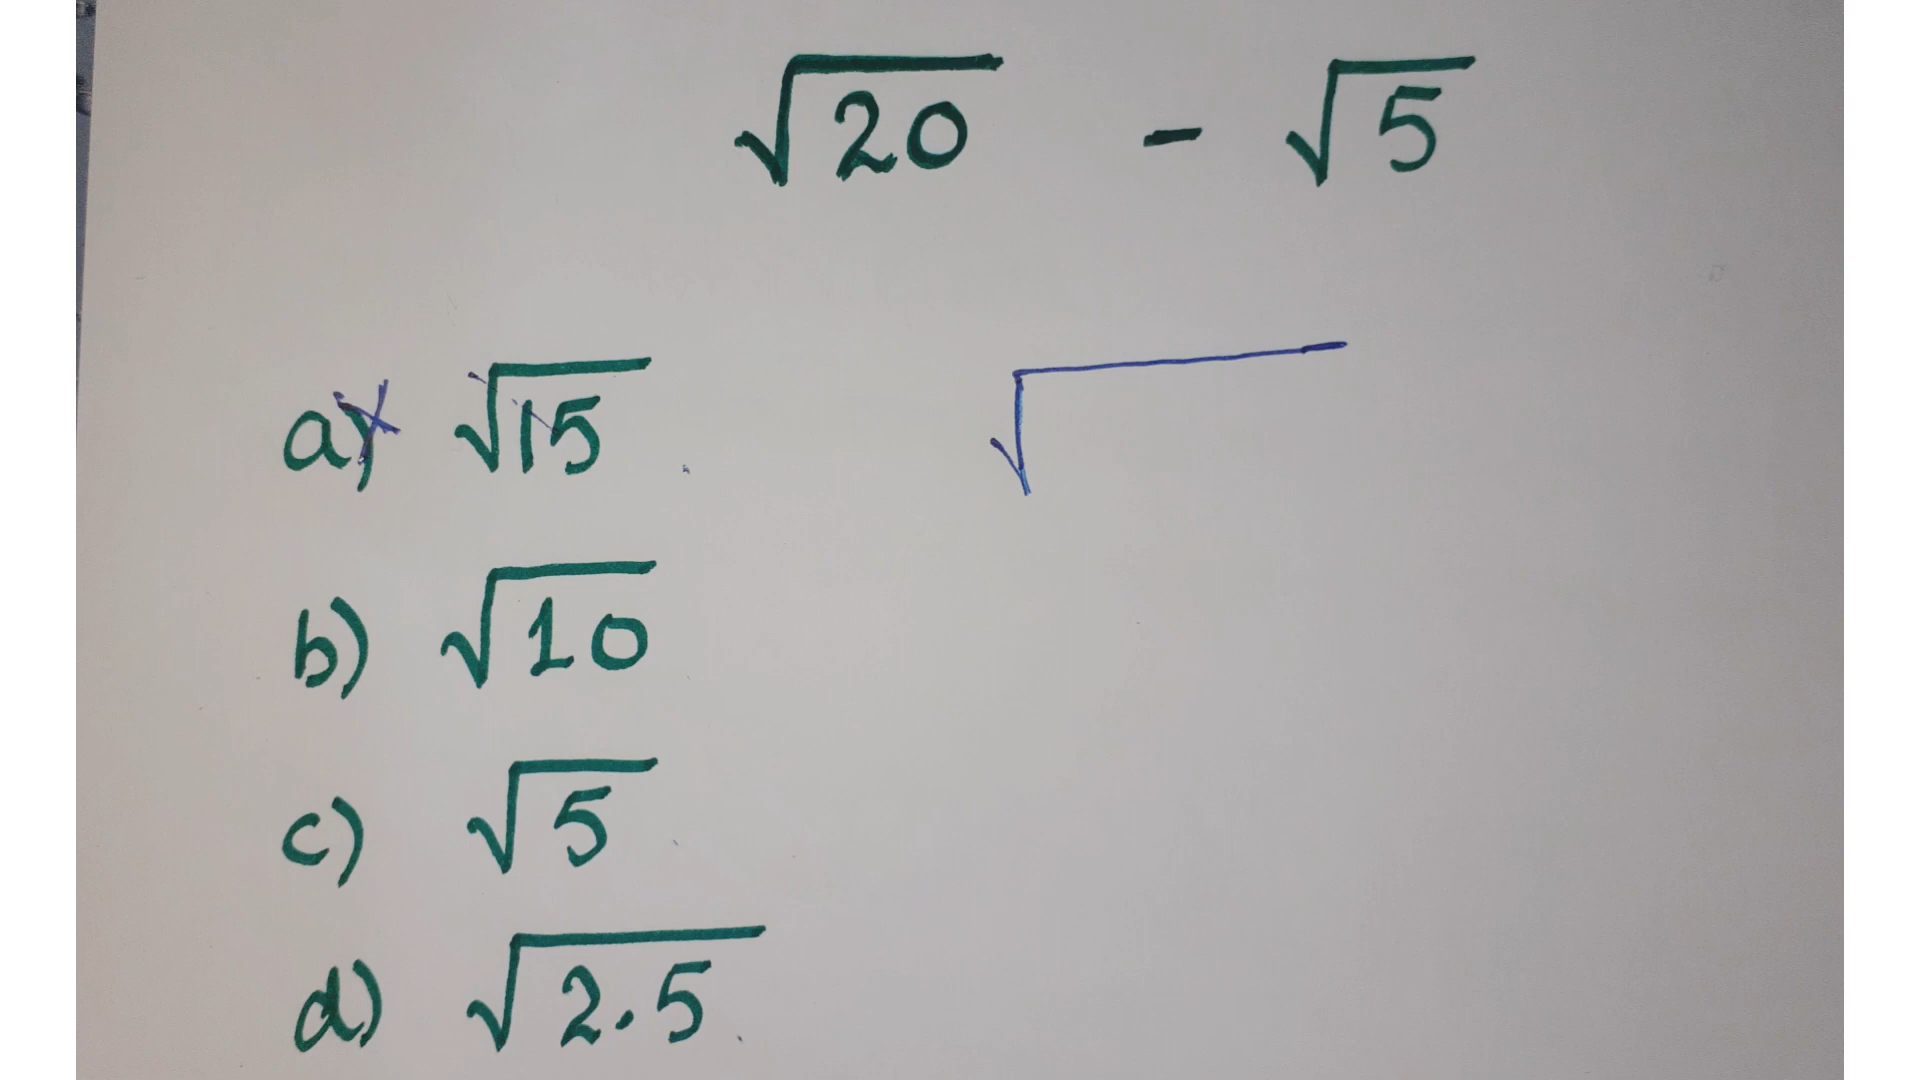 √20 - √5
a) √15 √
b) √10
c) √5
d) √2.5